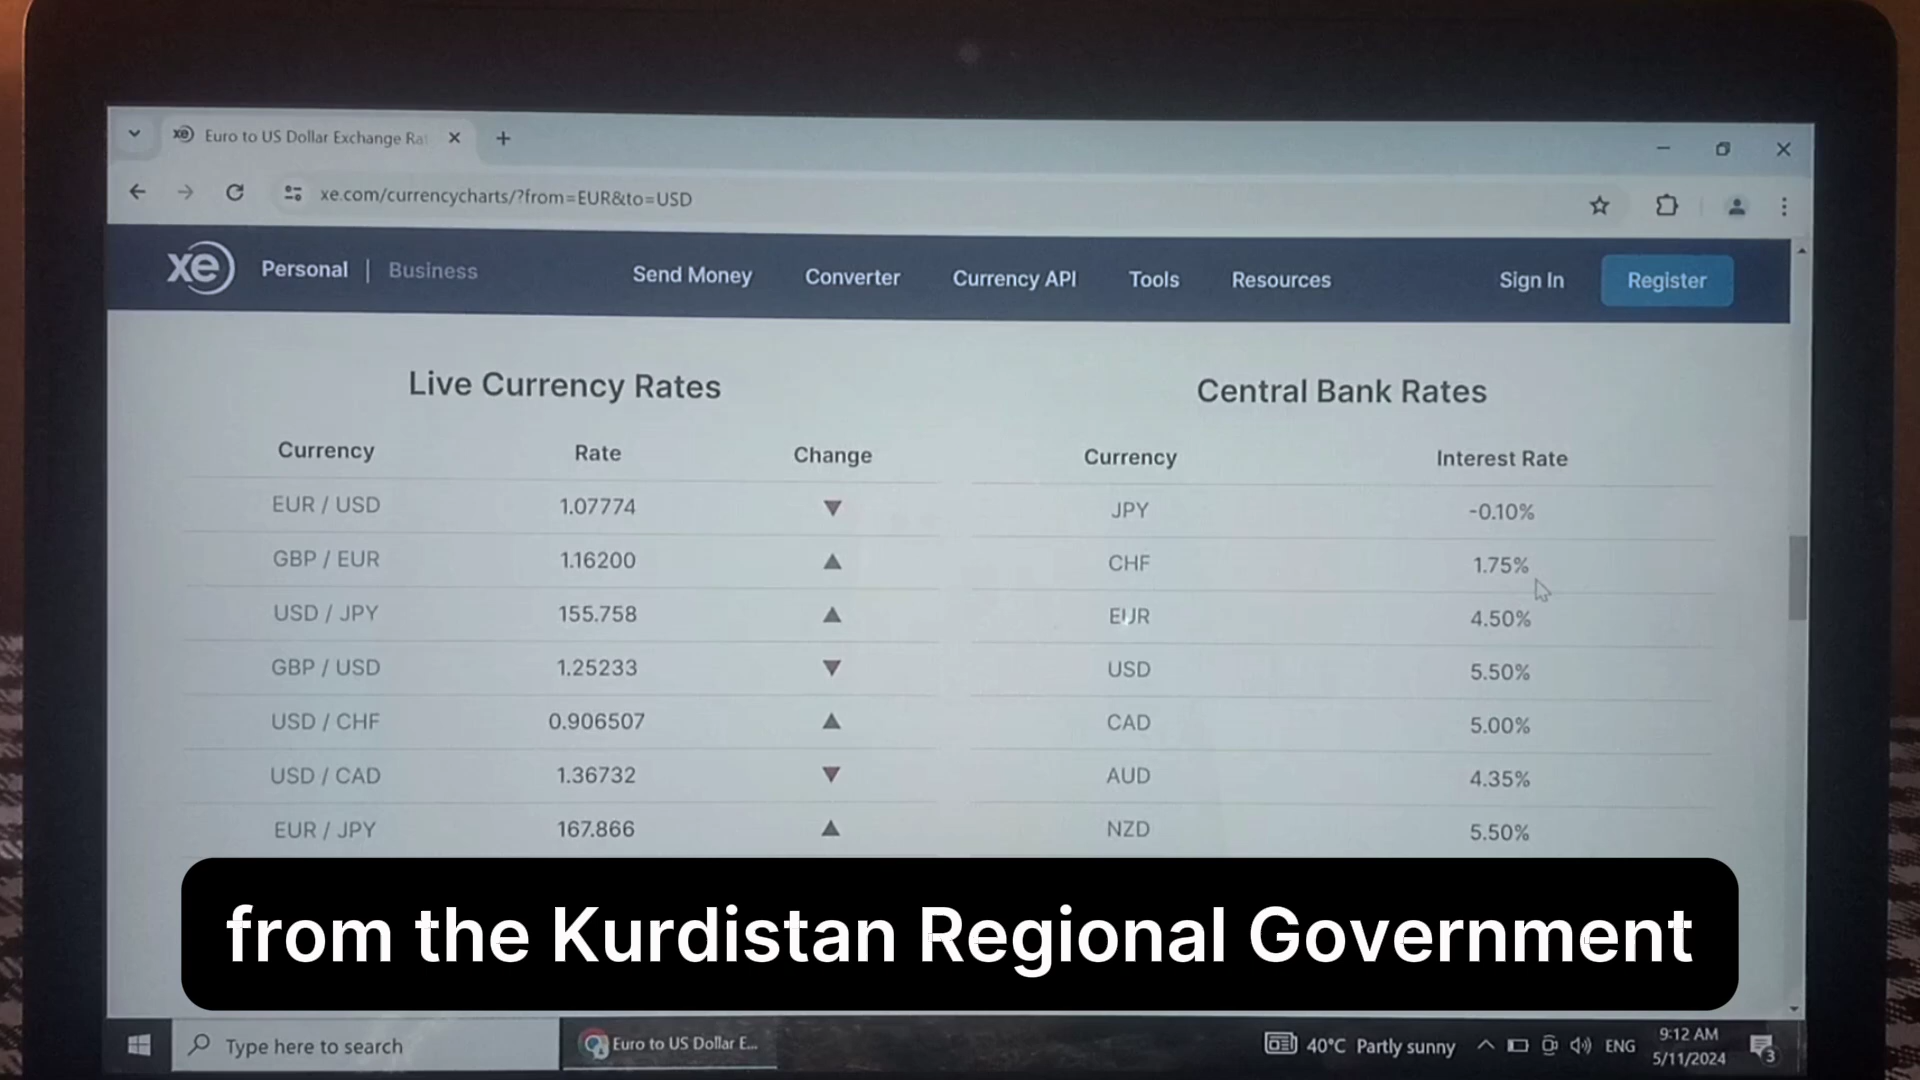 Euro to US Dollar Exchange Ra
xe.com/currencycharts/?from=EUR&to=USD
xe Personal | Business Send Money Converter Currency API Tools Resources Sign In Register
Live Currency Rates
Currency Rate Change
EUR / USD 1.07774 ▼
GBP / EUR 1.16200 ▲
USD / JPY 155.758 ▲
GBP / USD 1.25233 ▼
USD / CHF 0.906507 ▲
USD / CAD 1.36732 ▼
EUR / JPY 167.866 ▲
Central Bank Rates
Currency Interest Rate
JPY -0.10%
CHF 1.75%
EUR 4.50%
USD 5.50%
CAD 5.00%
AUD 4.35%
NZD 5.50%
from the Kurdistan Regional Government
Type here to search
Euro to US Dollar E...
40°C Partly sunny
ENG
9:12 AM
5/11/2024
3